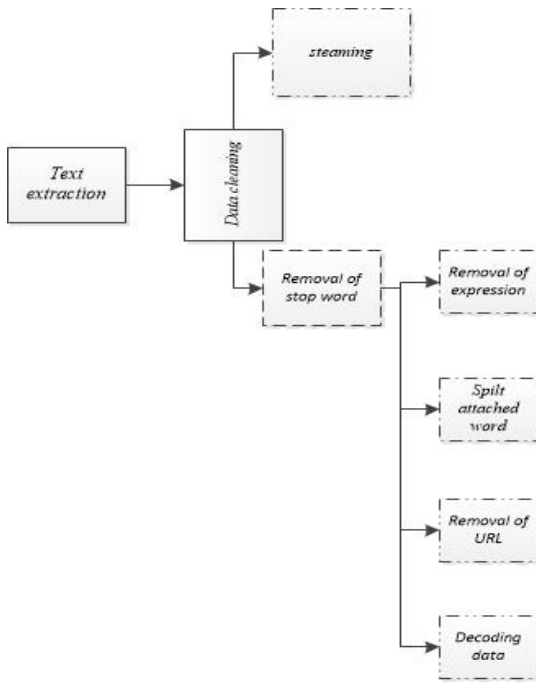 steaming
Text
extraction
Data cleaning
Removal of
stop word
Removal of
expression
Spilt
attached
word
Removal of
URL
Decoding
data